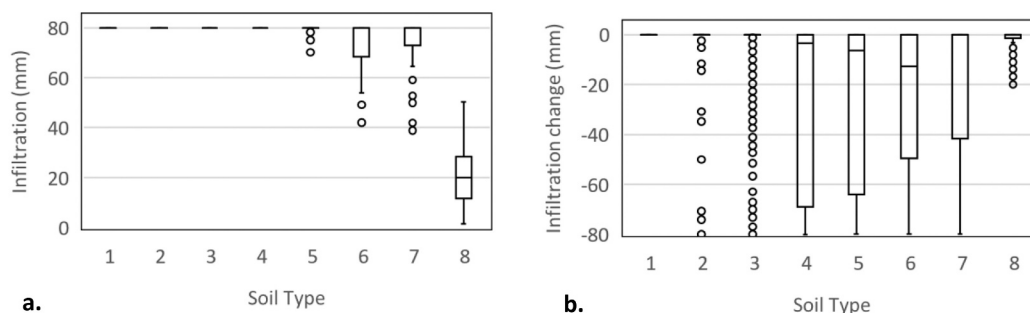 Infiltration (mm)
80
60
40
20
0
1 2 3 4 5 6 7 8
Soil Type
a.
Infiltration change (mm)
0
-20
-40
-60
-80
1 2 3 4 5 6 7 8
Soil Type
b.